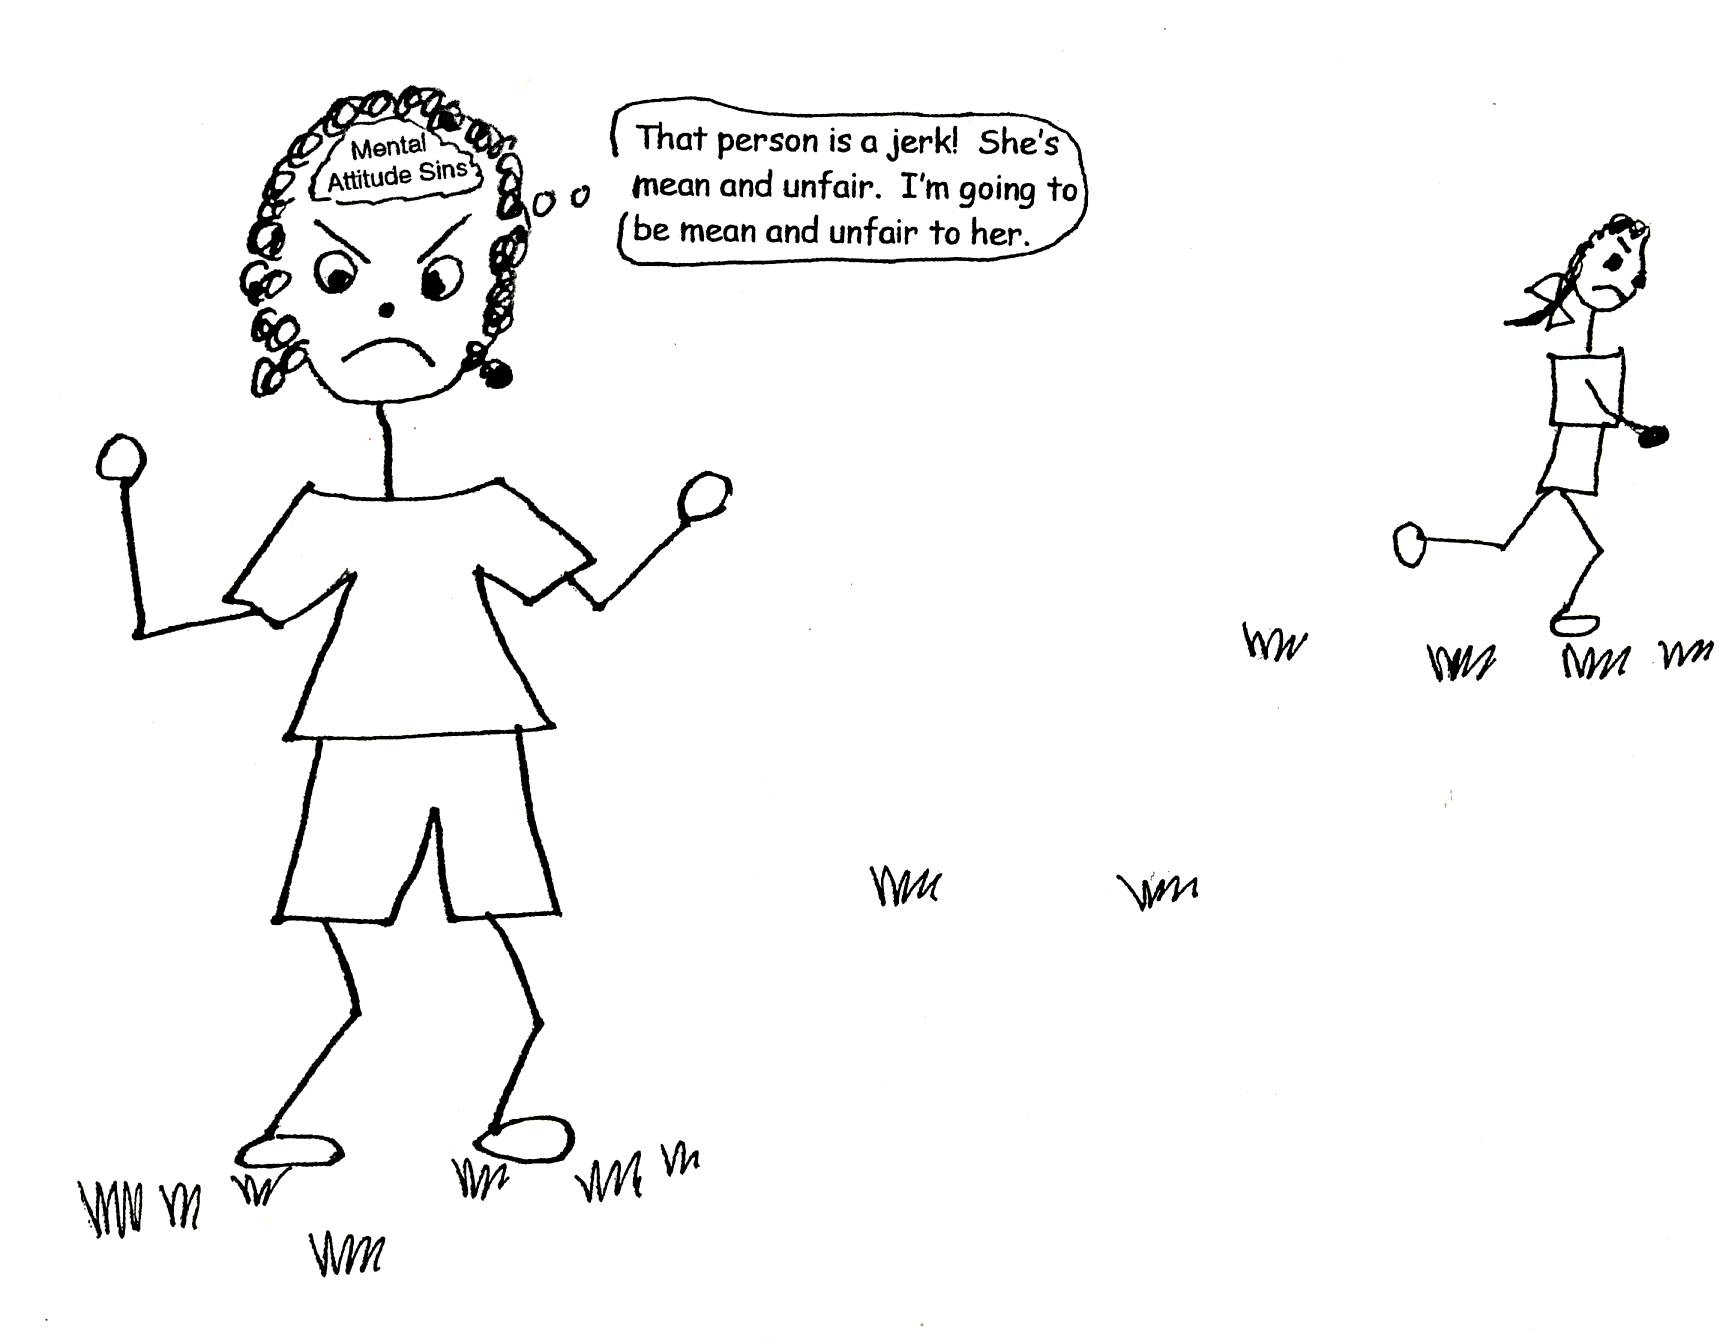 Mental
Attitude Sins
That person is a jerk!  She's
mean and unfair.  I'm going to
be mean and unfair to her.